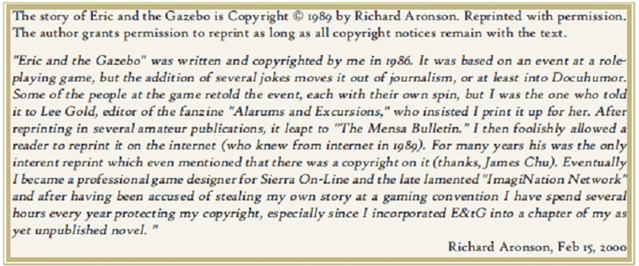 The story of Eric and the Gazebo is Copyright © 1989 by Richard Aronson. Reprinted with permission.
The author grants permission to reprint as long as all copyright notices remain with the text.
"Eric and the Gazebo" was written and copyrighted by me in 1986. It was based on an event at a role-
playing game, but the addition of several jokes moves it out of journalism, or at least into Docuhumor.
Some of the people at the game retold the event, each with their own spin, but I was the one who told
it to Lee Gold, editor of the fanzine "Alarums and Excursions," who insisted I print it up for her. After
reprinting in several amateur publications, it leapt to "The Mensa Bulletin." I then foolishly allowed a
reader to reprint it on the internet (who knew from internet in 1989). For many years his was the only
interent reprint which even mentioned that there was a copyright on it (thanks, James Chu). Eventually
I became a professional game designer for Sierra On-Line and the late lamented "ImagiNation Network"
and after having been accused of stealing my own story at a gaming convention I have spend several
hours every year protecting my copyright, especially since I incorporated E&tG into a chapter of my as
yet unpublished novel. "
Richard Aronson, Feb 15, 2000